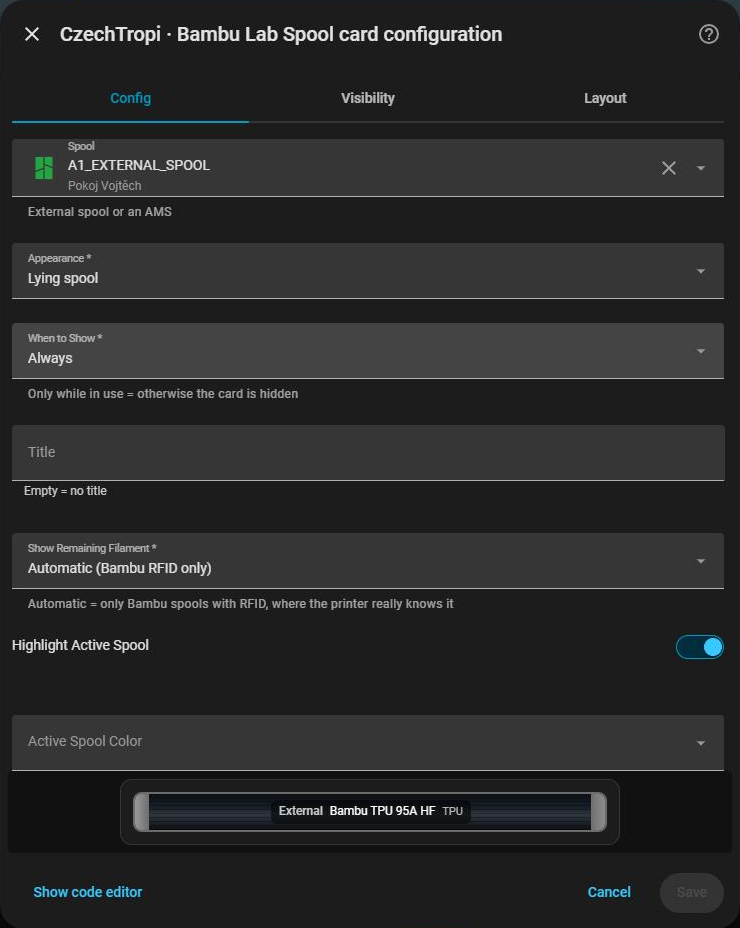 CzechTropi · Bambu Lab Spool card configuration
Config
Visibility
Layout
Spool
A1_EXTERNAL_SPOOL
Pokoj Vojtěch
External spool or an AMS
Appearance *
Lying spool
When to Show *
Always
Only while in use = otherwise the card is hidden
Title
Empty = no title
Show Remaining Filament *
Automatic (Bambu RFID only)
Automatic = only Bambu spools with RFID, where the printer really knows it
Highlight Active Spool
Active Spool Color
External Bambu TPU 95A HF TPU
Show code editor
Cancel
Save